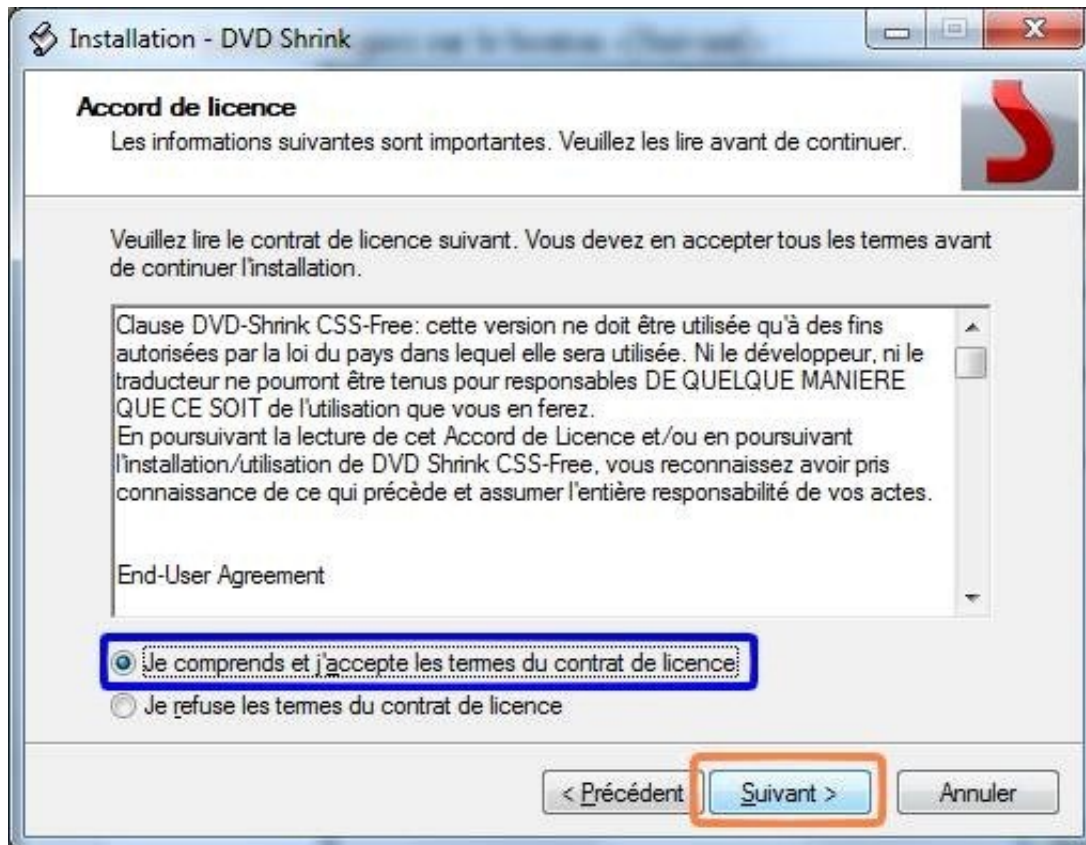 Installation - DVD Shrink
Accord de licence
Les informations suivantes sont importantes. Veuillez les lire avant de continuer.
Veuillez lire le contrat de licence suivant. Vous devez en accepter tous les termes avant
de continuer l'installation.
Clause DVD-Shrink CSS-Free: cette version ne doit être utilisée qu'à des fins
autorisées par la loi du pays dans lequel elle sera utilisée. Ni le développeur, ni le
traducteur ne pourront être tenus pour responsables DE QUELQUE MANIERE
QUE CE SOIT de l'utilisation que vous en ferez.
En poursuivant la lecture de cet Accord de Licence et/ou en poursuivant
l'installation/utilisation de DVD Shrink CSS-Free, vous reconnaissez avoir pris
connaissance de ce qui précède et assumer l'entière responsabilité de vos actes.
End-User Agreement
Je comprends et j'accepte les termes du contrat de licence
Je refuse les termes du contrat de licence
< Précédent
Suivant >
Annuler